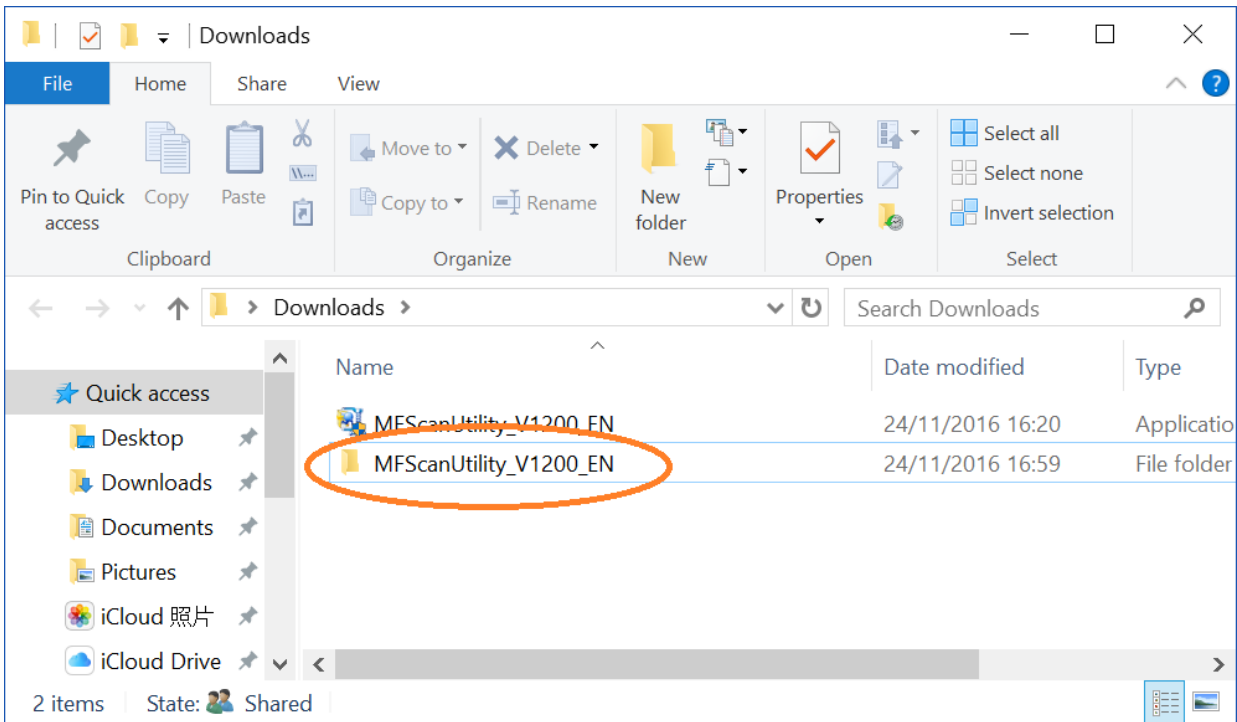 Downloads
File Home Share View
Pin to Quick access
Copy
Paste
Clipboard
Move to
Copy to
Delete
Rename
Organize
New folder
New
Properties
Open
Select all
Select none
Invert selection
Select
Downloads
Search Downloads
Name Date modified Type
MFScanUtility_V1200_EN 24/11/2016 16:20 Applicatio
MFScanUtility_V1200_EN 24/11/2016 16:59 File folder
Quick access
Desktop
Downloads
Documents
Pictures
iCloud 照片
iCloud Drive
2 items State: Shared